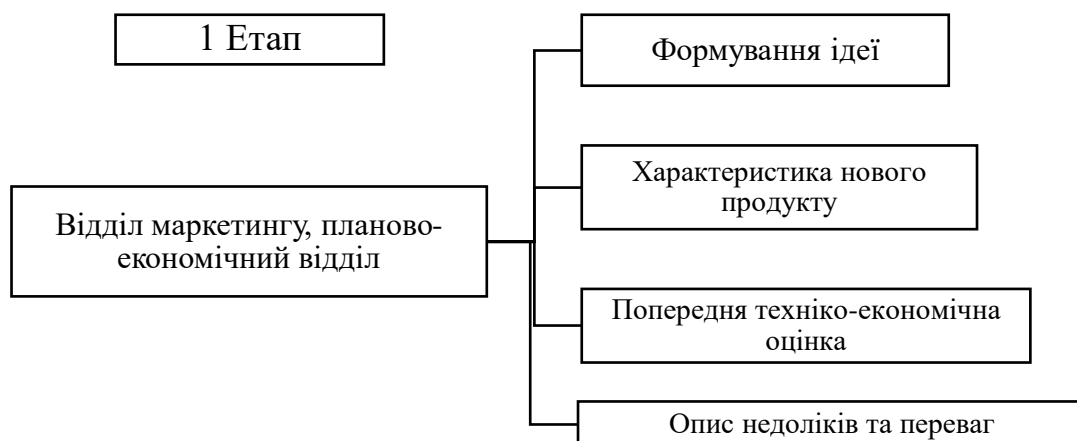 1 Етап
Формування ідеї
Характеристика нового
продукту
Відділ маркетингу, планово-
економічний відділ
Попередня техніко-економічна
оцінка
Опис недоліків та переваг